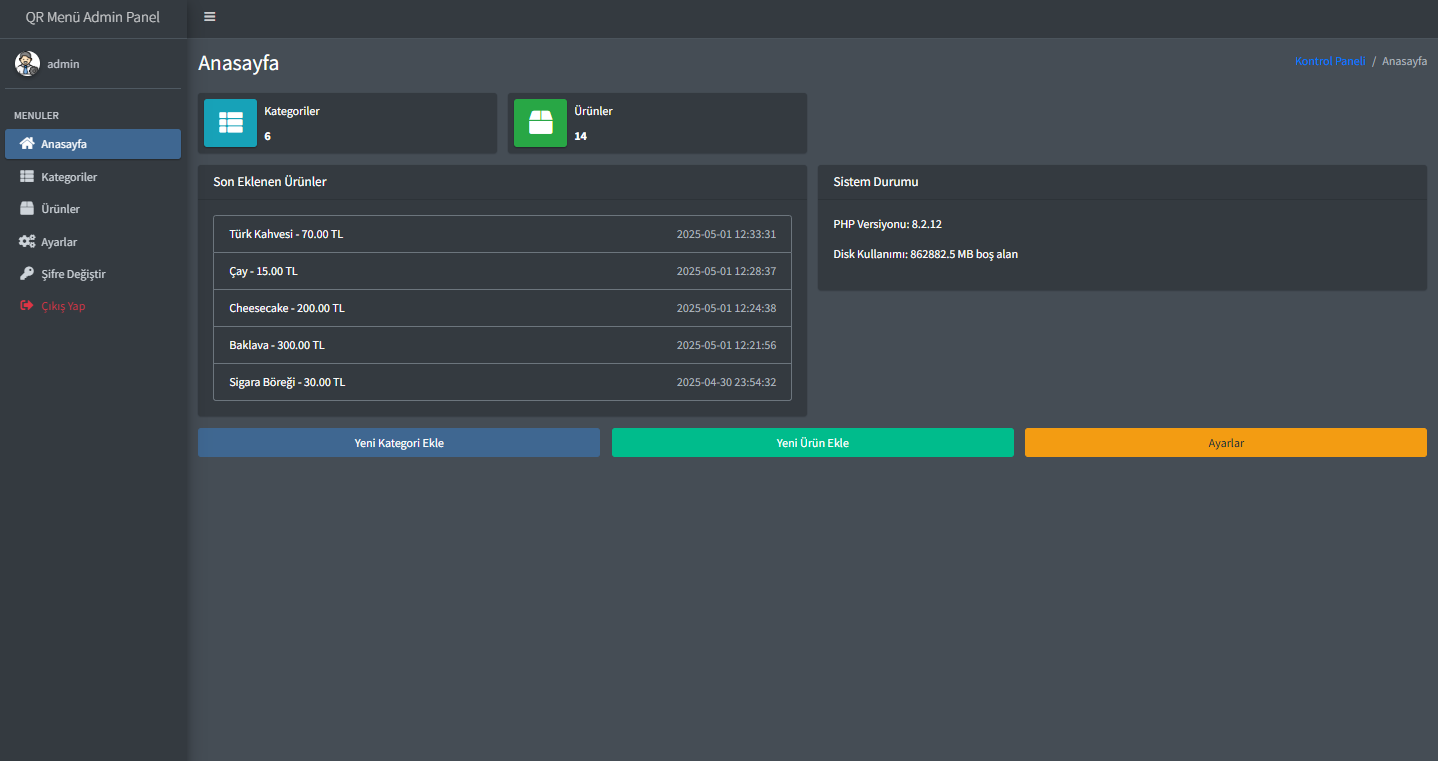 QR Menü Admin Panel
admin
MENULER
Anasayfa
Kategoriler
Ürünler
Ayarlar
Şifre Değiştir
Çıkış Yap
Anasayfa
Kontrol Paneli / Anasayfa
Kategoriler
6
Ürünler
14
Son Eklenen Ürünler
Türk Kahvesi - 70.00 TL 2025-05-01 12:33:31
Çay - 15.00 TL 2025-05-01 12:28:37
Cheesecake - 200.00 TL 2025-05-01 12:24:38
Baklava - 300.00 TL 2025-05-01 12:21:56
Sigara Böreği - 30.00 TL 2025-04-30 23:54:32
Sistem Durumu
PHP Versiyonu: 8.2.12
Disk Kullanımı: 862882.5 MB boş alan
Yeni Kategori Ekle
Yeni Ürün Ekle
Ayarlar